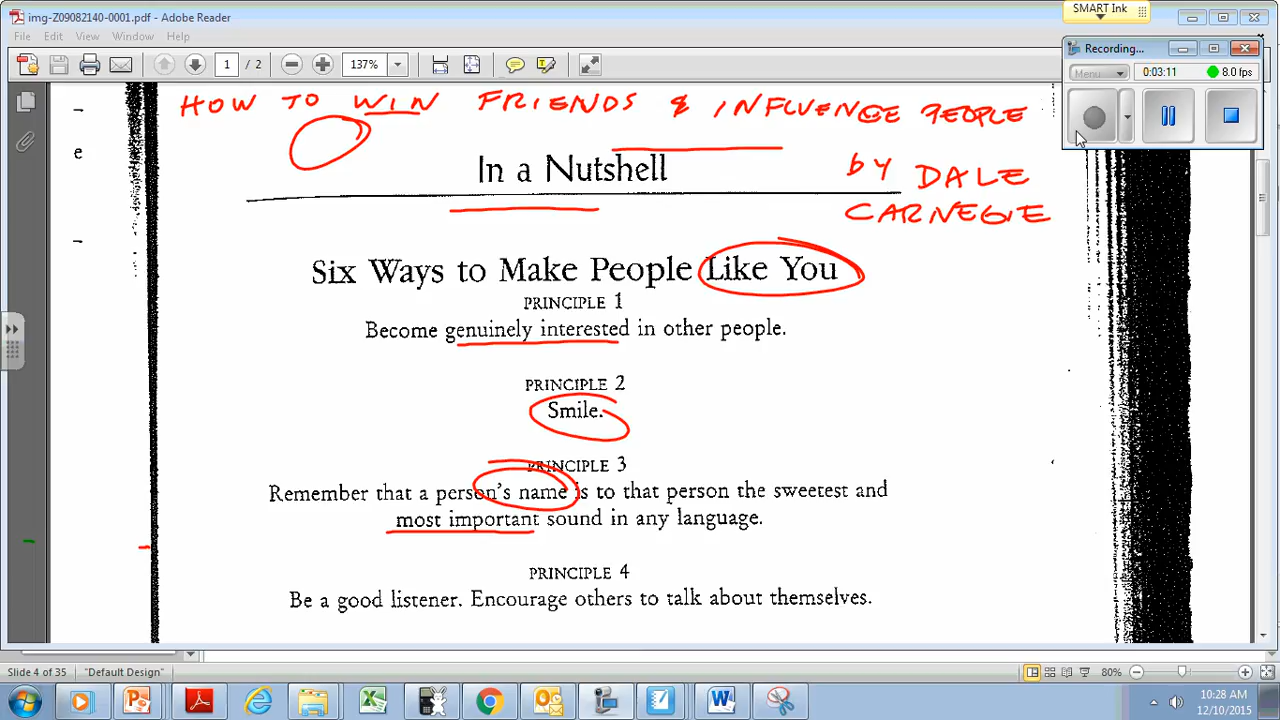 img-Z09082140-0001.pdf - Adobe Reader
SMART Ink
File Edit View Window Help
Recording...
1 / 2
137%
Menu
0:03:11
8.0 fps
HOW TO WIN FRIENDS & INFLUENCE PEOPLE
e
In a Nutshell
by DALE
CARNEGIE
Six Ways to Make People Like You
PRINCIPLE 1
Become genuinely interested in other people.
PRINCIPLE 2
Smile.
PRINCIPLE 3
Remember that a person's name is to that person the sweetest and
most important sound in any language.
PRINCIPLE 4
Be a good listener. Encourage others to talk about themselves.
Slide 4 of 35
"Default Design"
80%
10:28 AM
12/10/2015